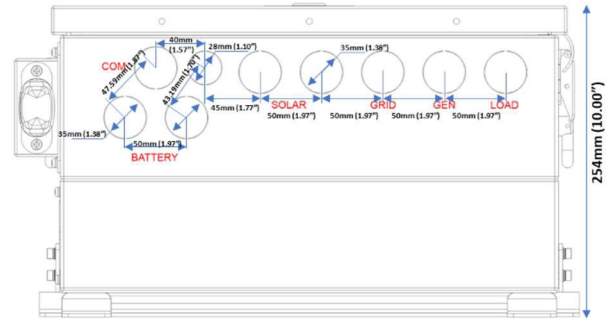 40mm
(1.57")
28mm (1.10")
35mm (1.38")
COM
47.59mm (1.87")
43.19mm (1.70")
45mm (1.77")
SOLAR
50mm (1.97")
GRID
50mm (1.97")
GEN
50mm (1.97")
LOAD
50mm (1.97")
35mm (1.38")
50mm (1.97")
BATTERY
254mm (10.00")